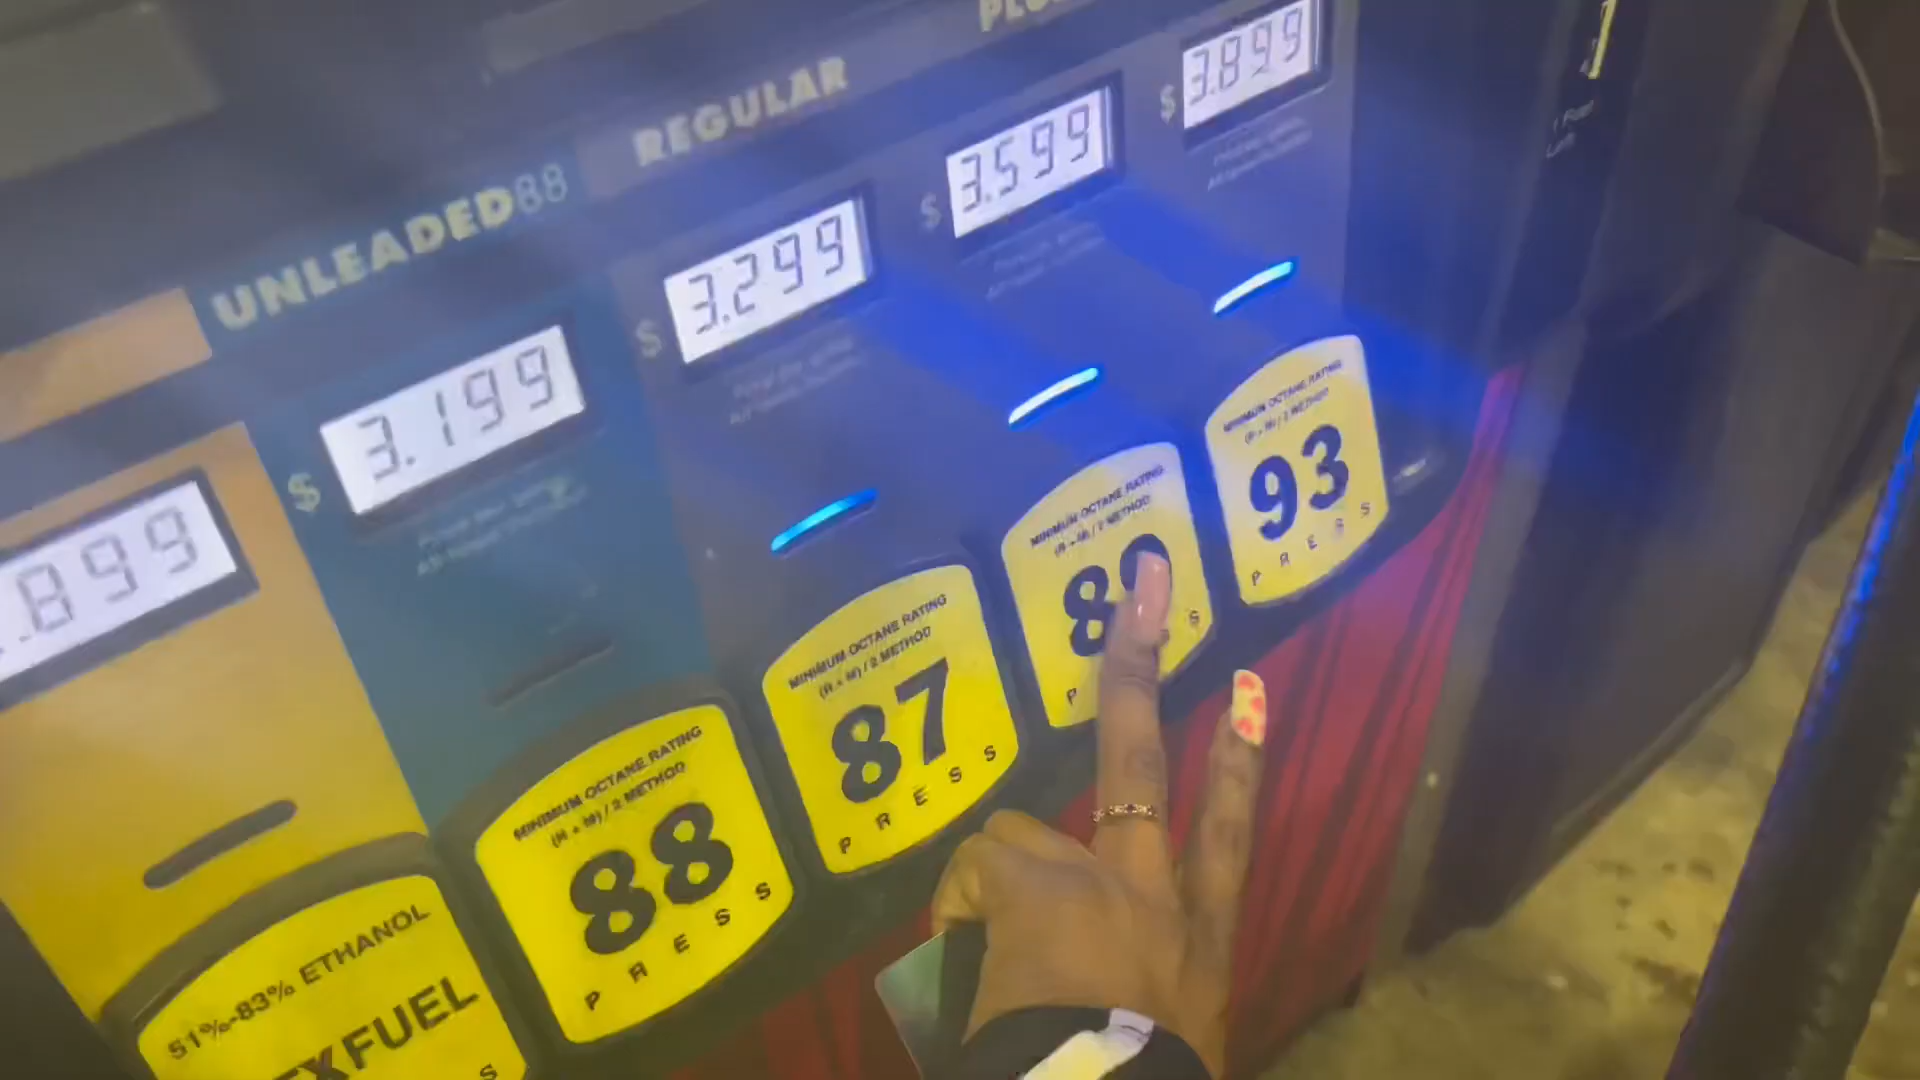 UNLEADED88
REGULAR
.899
$ 3.199
$ 3.299
$ 3.599
$ 3.899
51%-83% ETHANOL
FUEL
S
MINIMUM OCTANE RATING
(R + M) / 2 METHOD
88
PRESS
MINIMUM OCTANE RATING
(R + M) / 2 METHOD
87
PRESS
MINIMUM OCTANE RATING
(R + M) / 2 METHOD
89
P S S
MINIMUM OCTANE RATING
(R + M) / 2 METHOD
93
PRESS